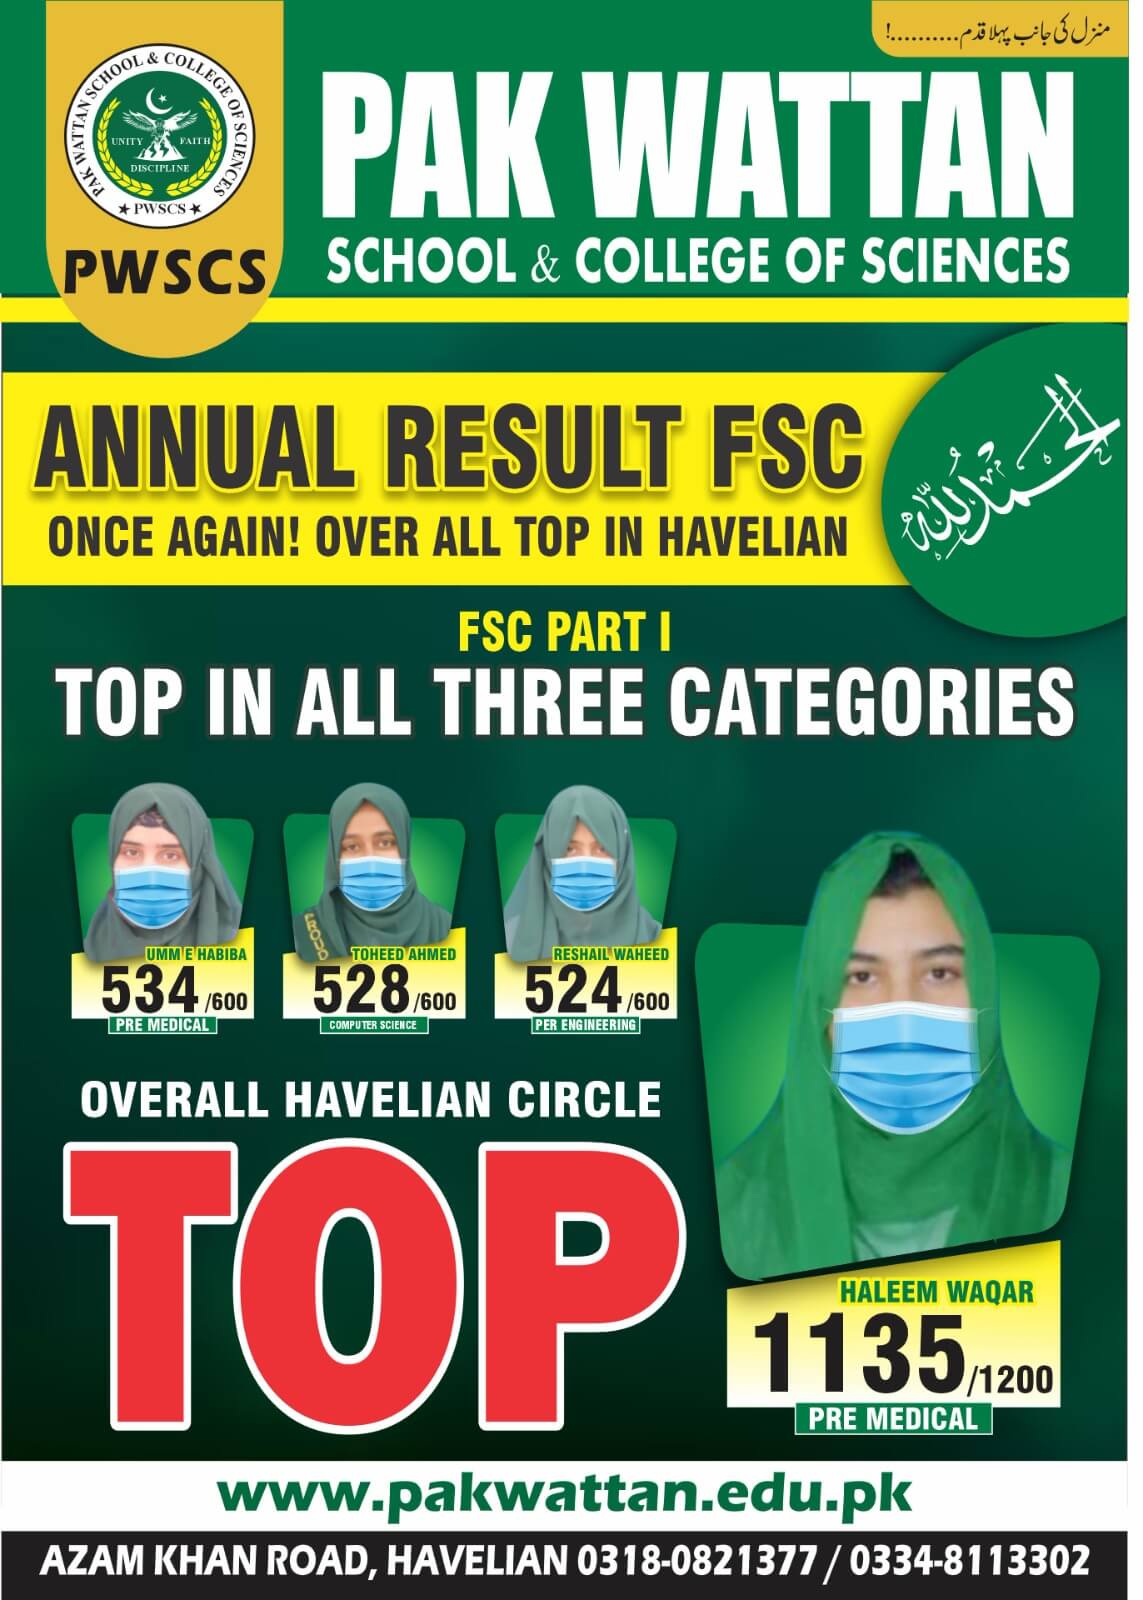 منزل کی جانب پہلا قدم..........!
PAK WATTAN SCHOOL & COLLEGE OF SCIENCES
UNITY FAITH
DISCIPLINE
★ PWSCS ★
PWSCS
PAK WATTAN
SCHOOL & COLLEGE OF SCIENCES
ANNUAL RESULT FSC
ONCE AGAIN! OVER ALL TOP IN HAVELIAN
الحمدللہ
FSC PART I
TOP IN ALL THREE CATEGORIES
UMM E HABIBA
534/600
PRE MEDICAL
PROUD
TOHEED AHMED
528/600
COMPUTER SCIENCE
RESHAIL WAHEED
524/600
PER ENGINEERING
OVERALL HAVELIAN CIRCLE
TOP
HALEEM WAQAR
1135/1200
PRE MEDICAL
www.pakwattan.edu.pk
AZAM KHAN ROAD, HAVELIAN 0318-0821377 / 0334-8113302